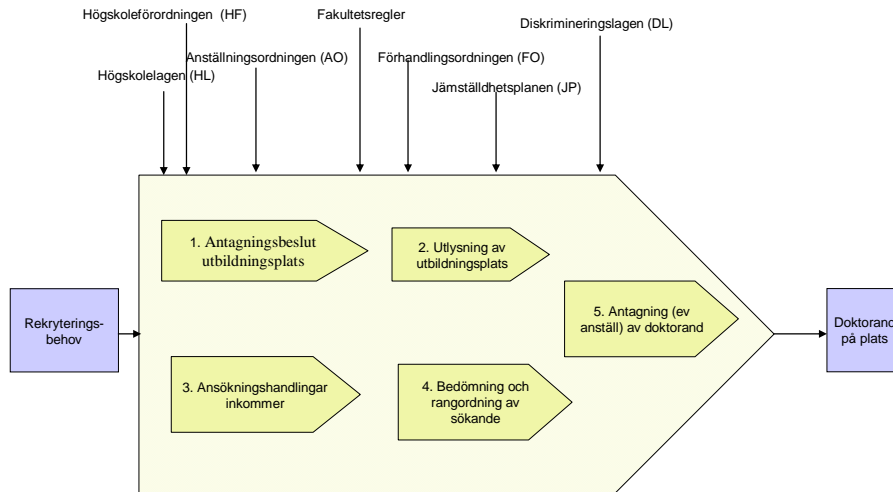 Högskoleförordningen (HF)
Fakultetsregler
Diskrimineringslagen (DL)
Anställningsordningen (AO)
Förhandlingsordningen (FO)
Högskolelagen (HL)
Jämställdhetsplanen (JP)
1. Antagningsbeslut
utbildningsplats
2. Utlysning av
utbildningsplats
Rekryterings-
behov
5. Antagning (ev
anställ) av doktorand
Doktorand
på plats
3. Ansökningshandlingar
inkommer
4. Bedömning och
rangordning av
sökande